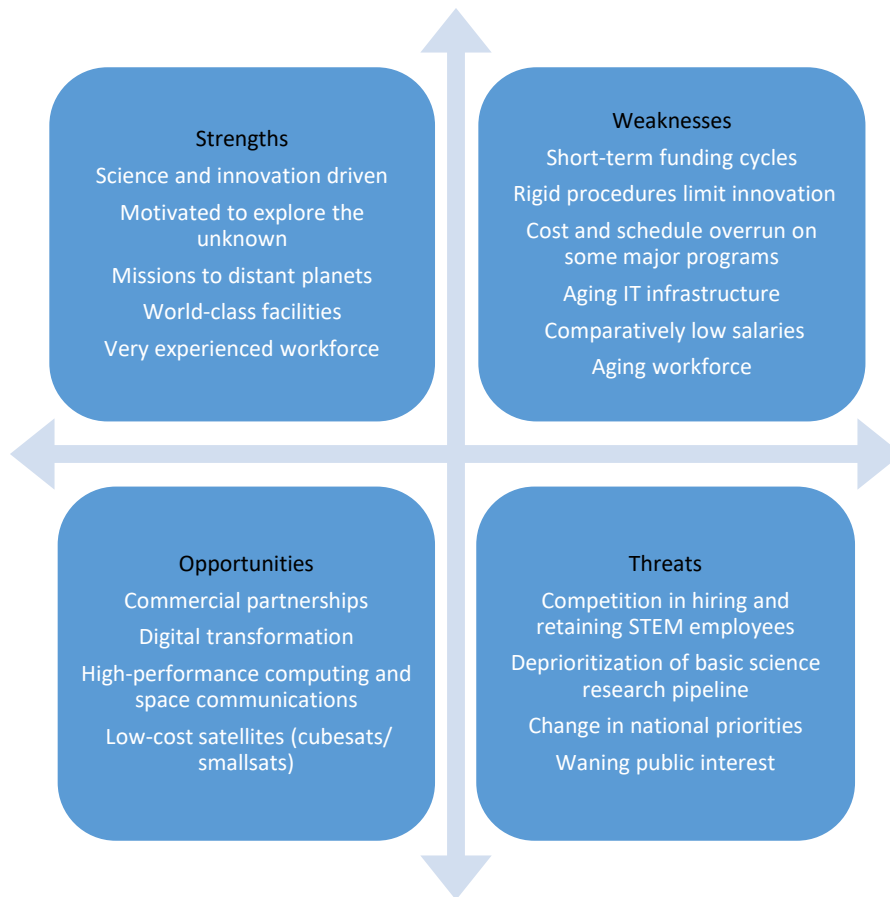 Strengths
Science and innovation driven
Motivated to explore the
unknown
Missions to distant planets
World-class facilities
Very experienced workforce
Weaknesses
Short-term funding cycles
Rigid procedures limit innovation
Cost and schedule overrun on
some major programs
Aging IT infrastructure
Comparatively low salaries
Aging workforce
Opportunities
Commercial partnerships
Digital transformation
High-performance computing and
space communications
Low-cost satellites (cubesats/
smallsats)
Threats
Competition in hiring and
retaining STEM employees
Deprioritization of basic science
research pipeline
Change in national priorities
Waning public interest